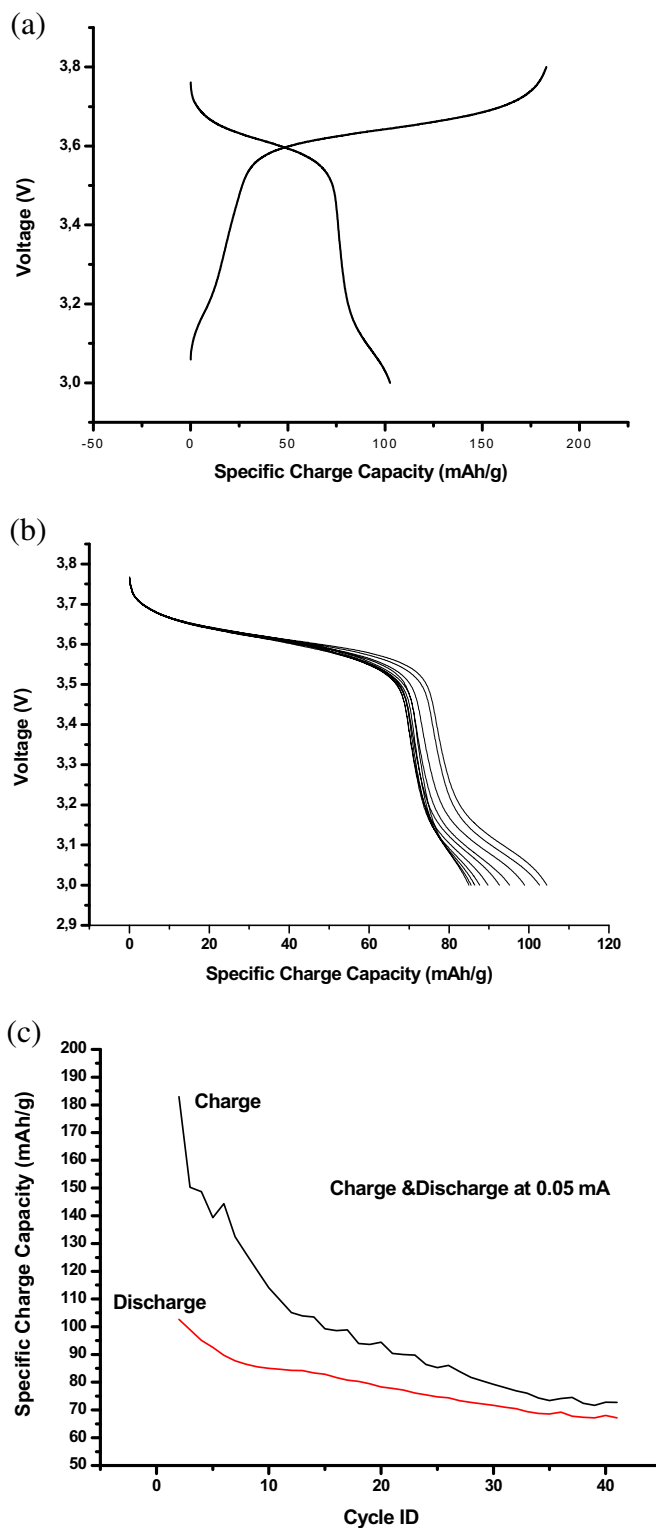 (a)
3,8
3,6
3,4
3,2
3,0
Voltage (V)
-50 0 50 100 150 200
Specific Charge Capacity (mAh/g)
(b)
3,8
3,7
3,6
3,5
3,4
3,3
3,2
3,1
3,0
2,9
Voltage (V)
0 20 40 60 80 100 120
Specific Charge Capacity (mAh/g)
(c)
200
190
180
170
160
150
140
130
120
110
100
90
80
70
60
50
Specific Charge Capacity (mAh/g)
Charge
Charge &Discharge at 0.05 mA
Discharge
0 10 20 30 40
Cycle ID